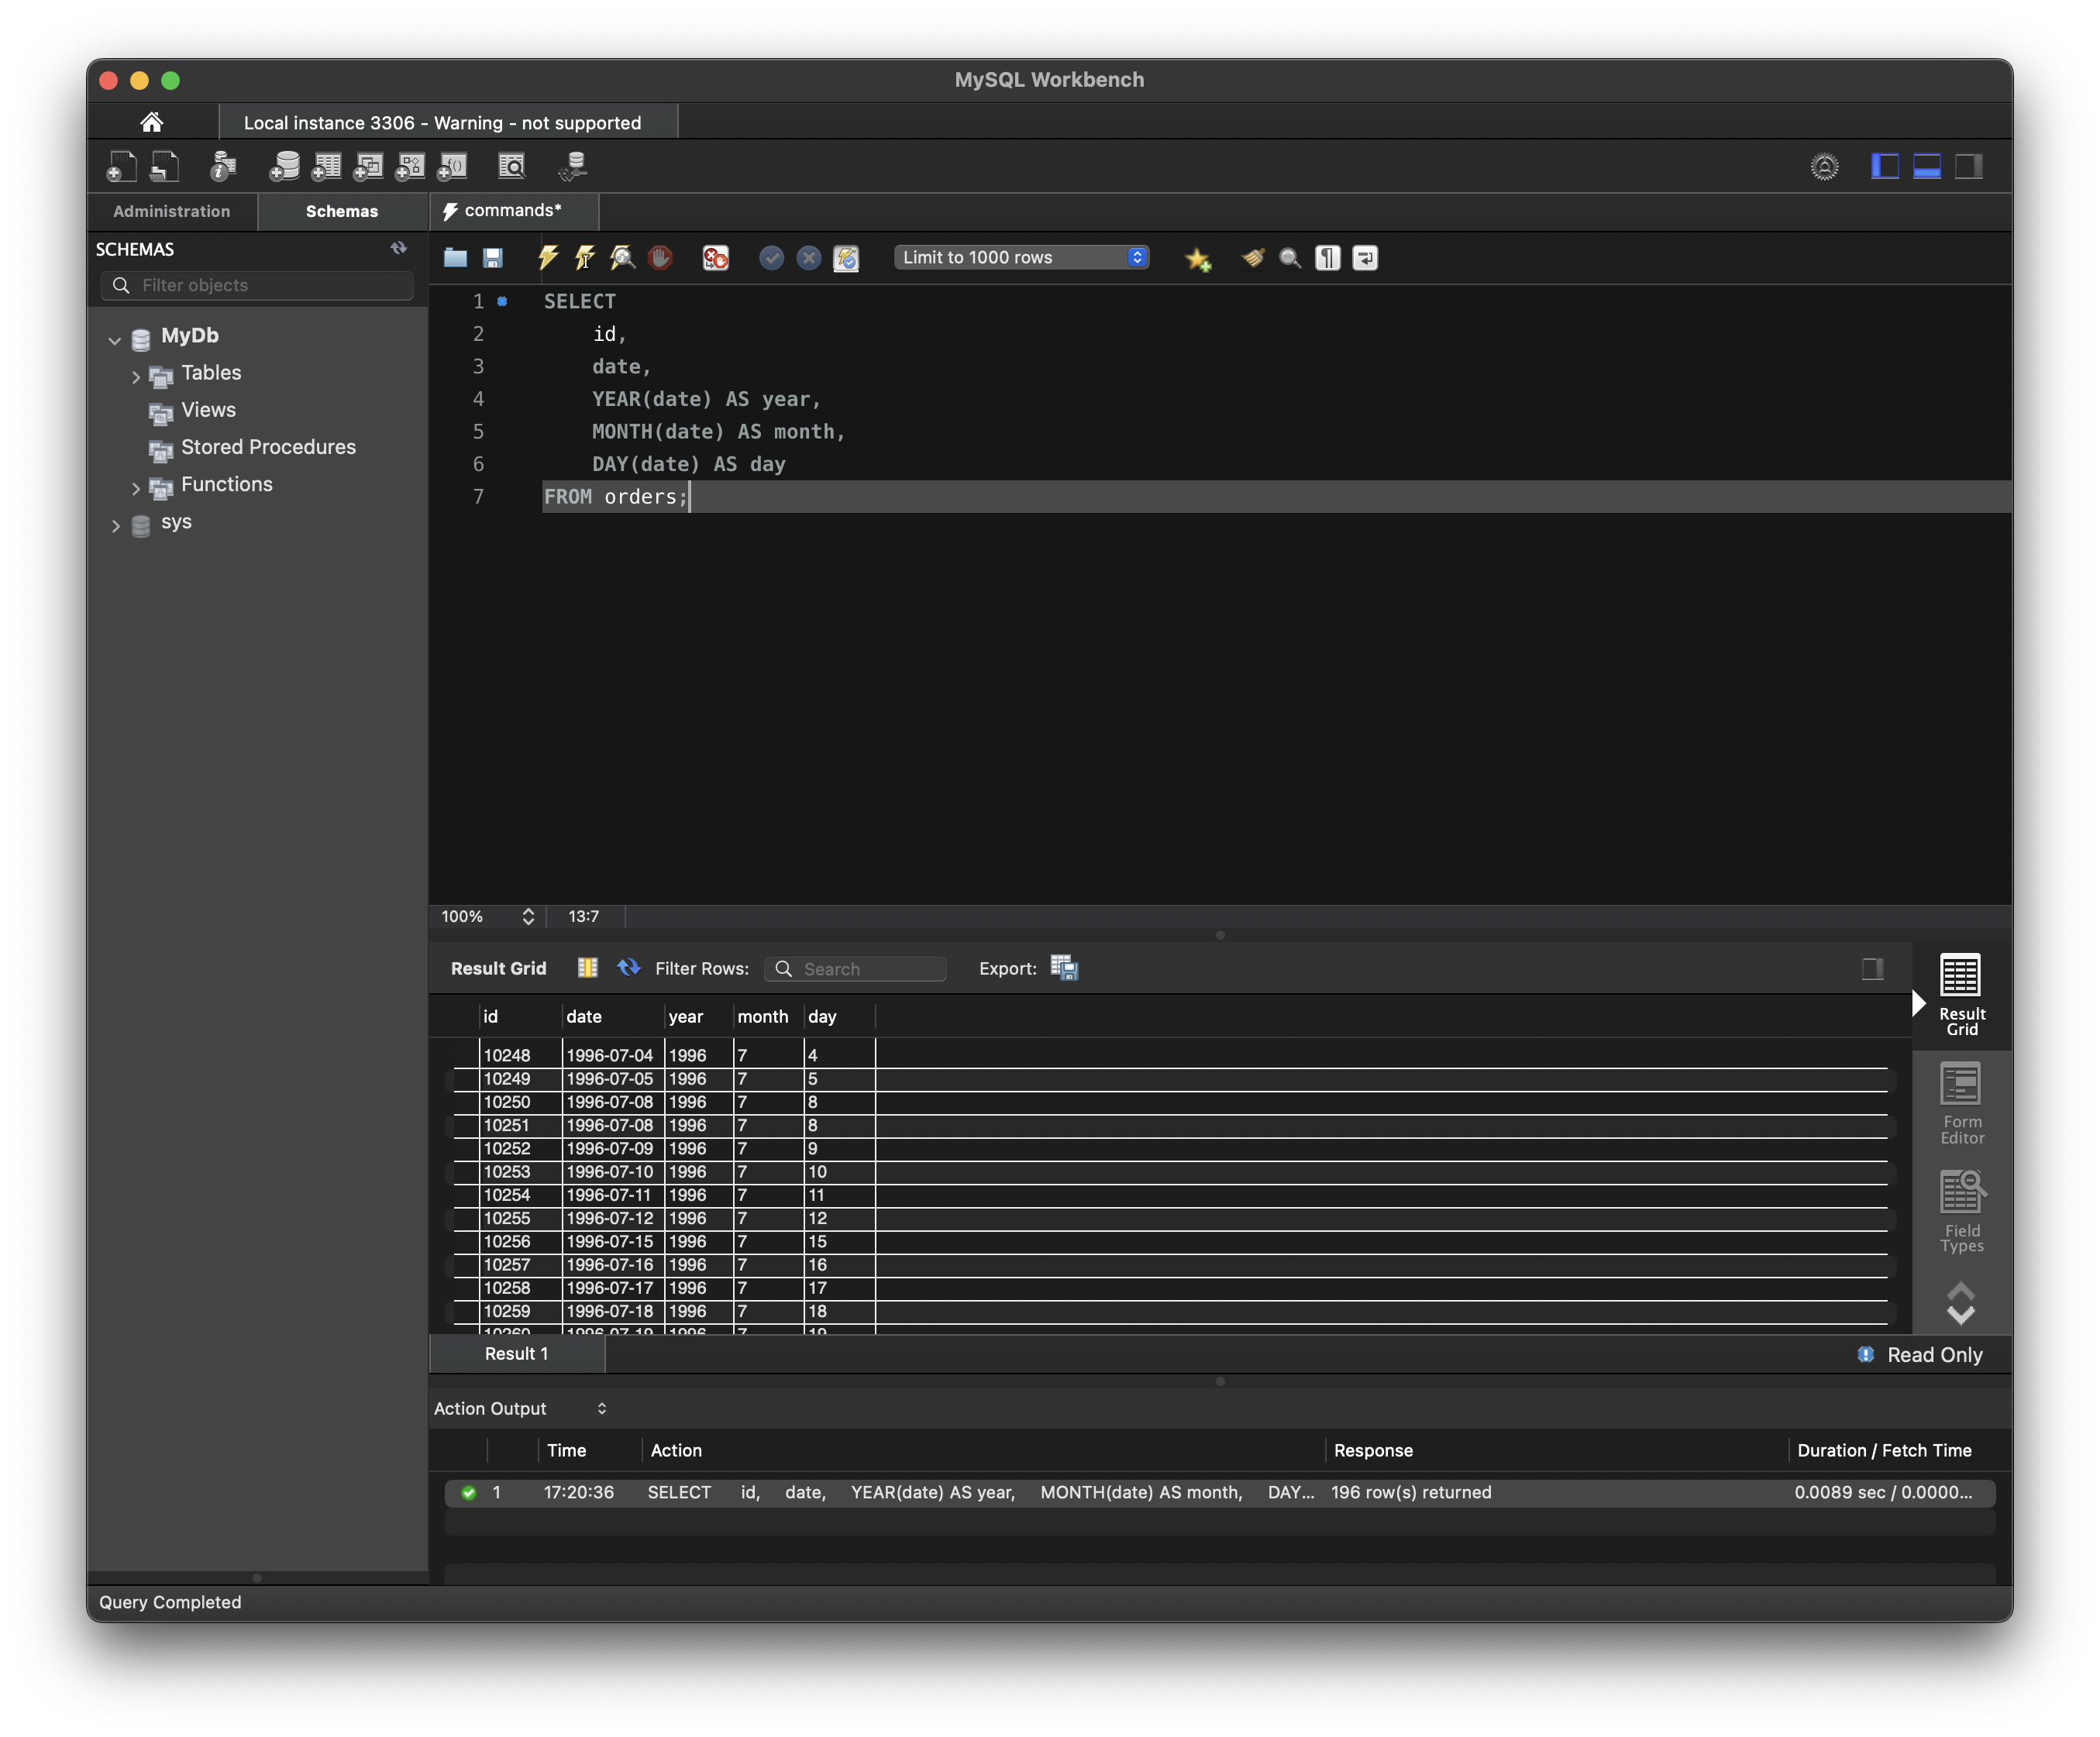 MySQL Workbench
Local instance 3306 - Warning - not supported
Administration
Schemas
commands*
SCHEMAS
Filter objects
MyDb
Tables
Views
Stored Procedures
Functions
sys
Limit to 1000 rows
1 SELECT
2 id,
3 date,
4 YEAR(date) AS year,
5 MONTH(date) AS month,
6 DAY(date) AS day
7 FROM orders;
100% 13:7
Result Grid Filter Rows: Search Export:
id date year month day
10248 1996-07-04 1996 7 4
10249 1996-07-05 1996 7 5
10250 1996-07-08 1996 7 8
10251 1996-07-08 1996 7 8
10252 1996-07-09 1996 7 9
10253 1996-07-10 1996 7 10
10254 1996-07-11 1996 7 11
10255 1996-07-12 1996 7 12
10256 1996-07-15 1996 7 15
10257 1996-07-16 1996 7 16
10258 1996-07-17 1996 7 17
10259 1996-07-18 1996 7 18
10260 1996-07-19 1996 7 19
Result
Grid
Form
Editor
Field
Types
Result 1
Read Only
Action Output
Time Action Response Duration / Fetch Time
1 17:20:36 SELECT id, date, YEAR(date) AS year, MONTH(date) AS month, DAY... 196 row(s) returned 0.0089 sec / 0.0000...
Query Completed